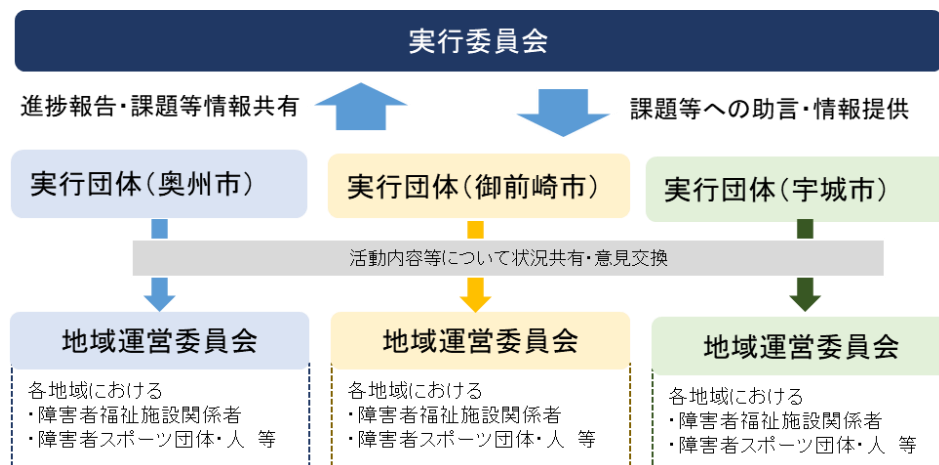 実行委員会
進捗報告・課題等情報共有
課題等への助言・情報提供
実行団体(奥州市)
実行団体(御前崎市)
実行団体(宇城市)
活動内容等について状況共有・意見交換
地域運営委員会
各地域における
・障害者福祉施設関係者
・障害者スポーツ団体・人 等
地域運営委員会
各地域における
・障害者福祉施設関係者
・障害者スポーツ団体・人 等
地域運営委員会
各地域における
・障害者福祉施設関係者
・障害者スポーツ団体・人 等